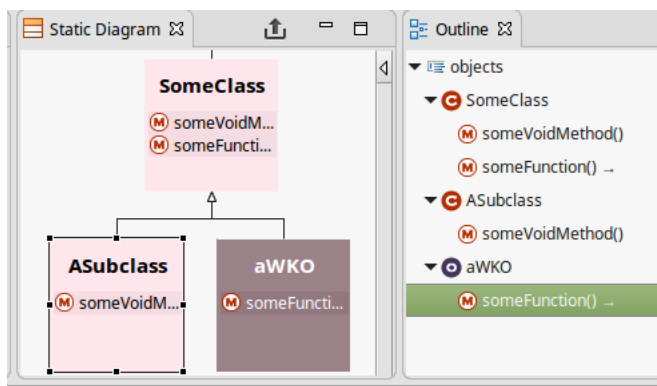 Static Diagram
SomeClass
M someVoidM...
M someFuncti...
ASubclass
M someVoidM...
aWKO
M someFuncti...
Outline
objects
C SomeClass
M someVoidMethod()
M someFunction() →
C ASubclass
M someVoidMethod()
O aWKO
M someFunction() →